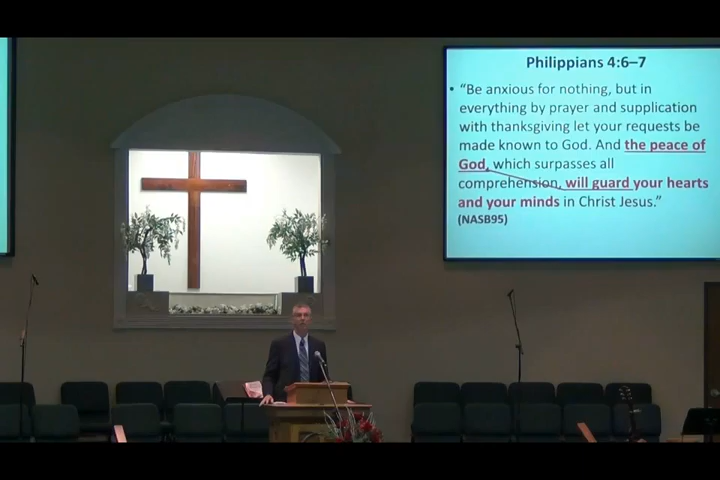 Philippians 4:6–7
• “Be anxious for nothing, but in
everything by prayer and supplication
with thanksgiving let your requests be
made known to God. And the peace of
God, which surpasses all
comprehension, will guard your hearts
and your minds in Christ Jesus.”
(NASB95)